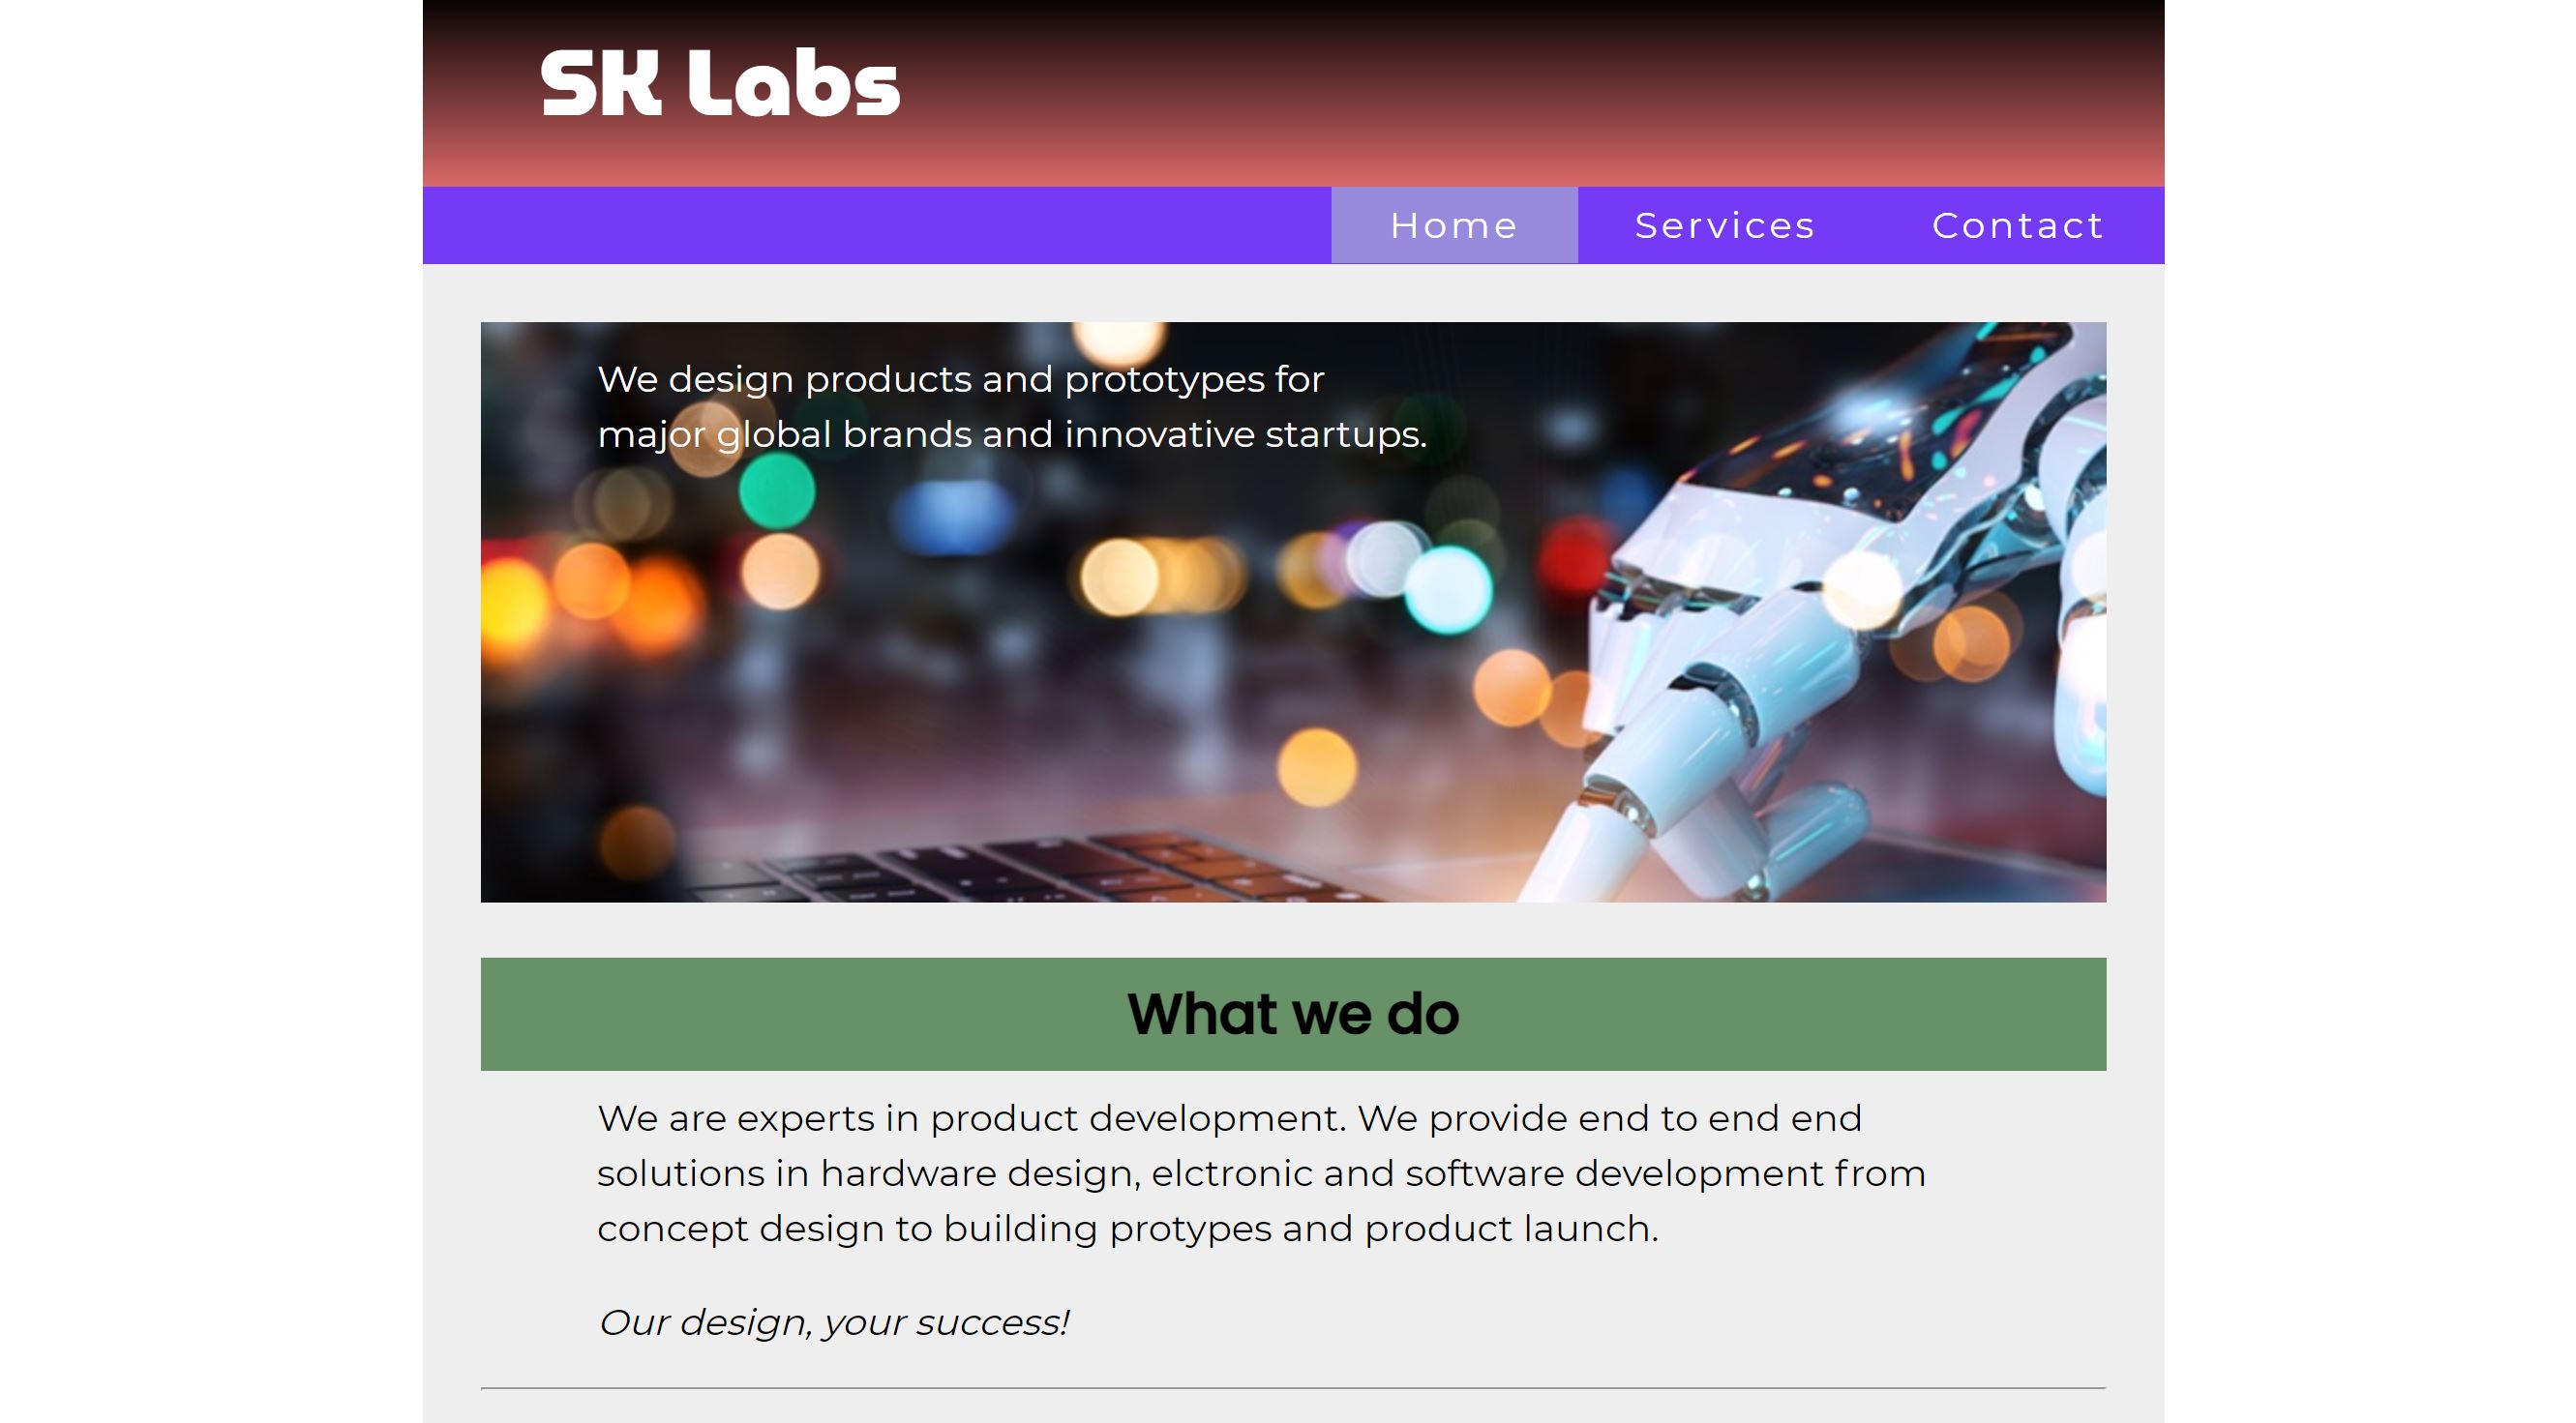 SK Labs
Home Services Contact
We design products and prototypes for
major global brands and innovative startups.
What we do
We are experts in product development. We provide end to end end
solutions in hardware design, elctronic and software development from
concept design to building protypes and product launch.
Our design, your success!